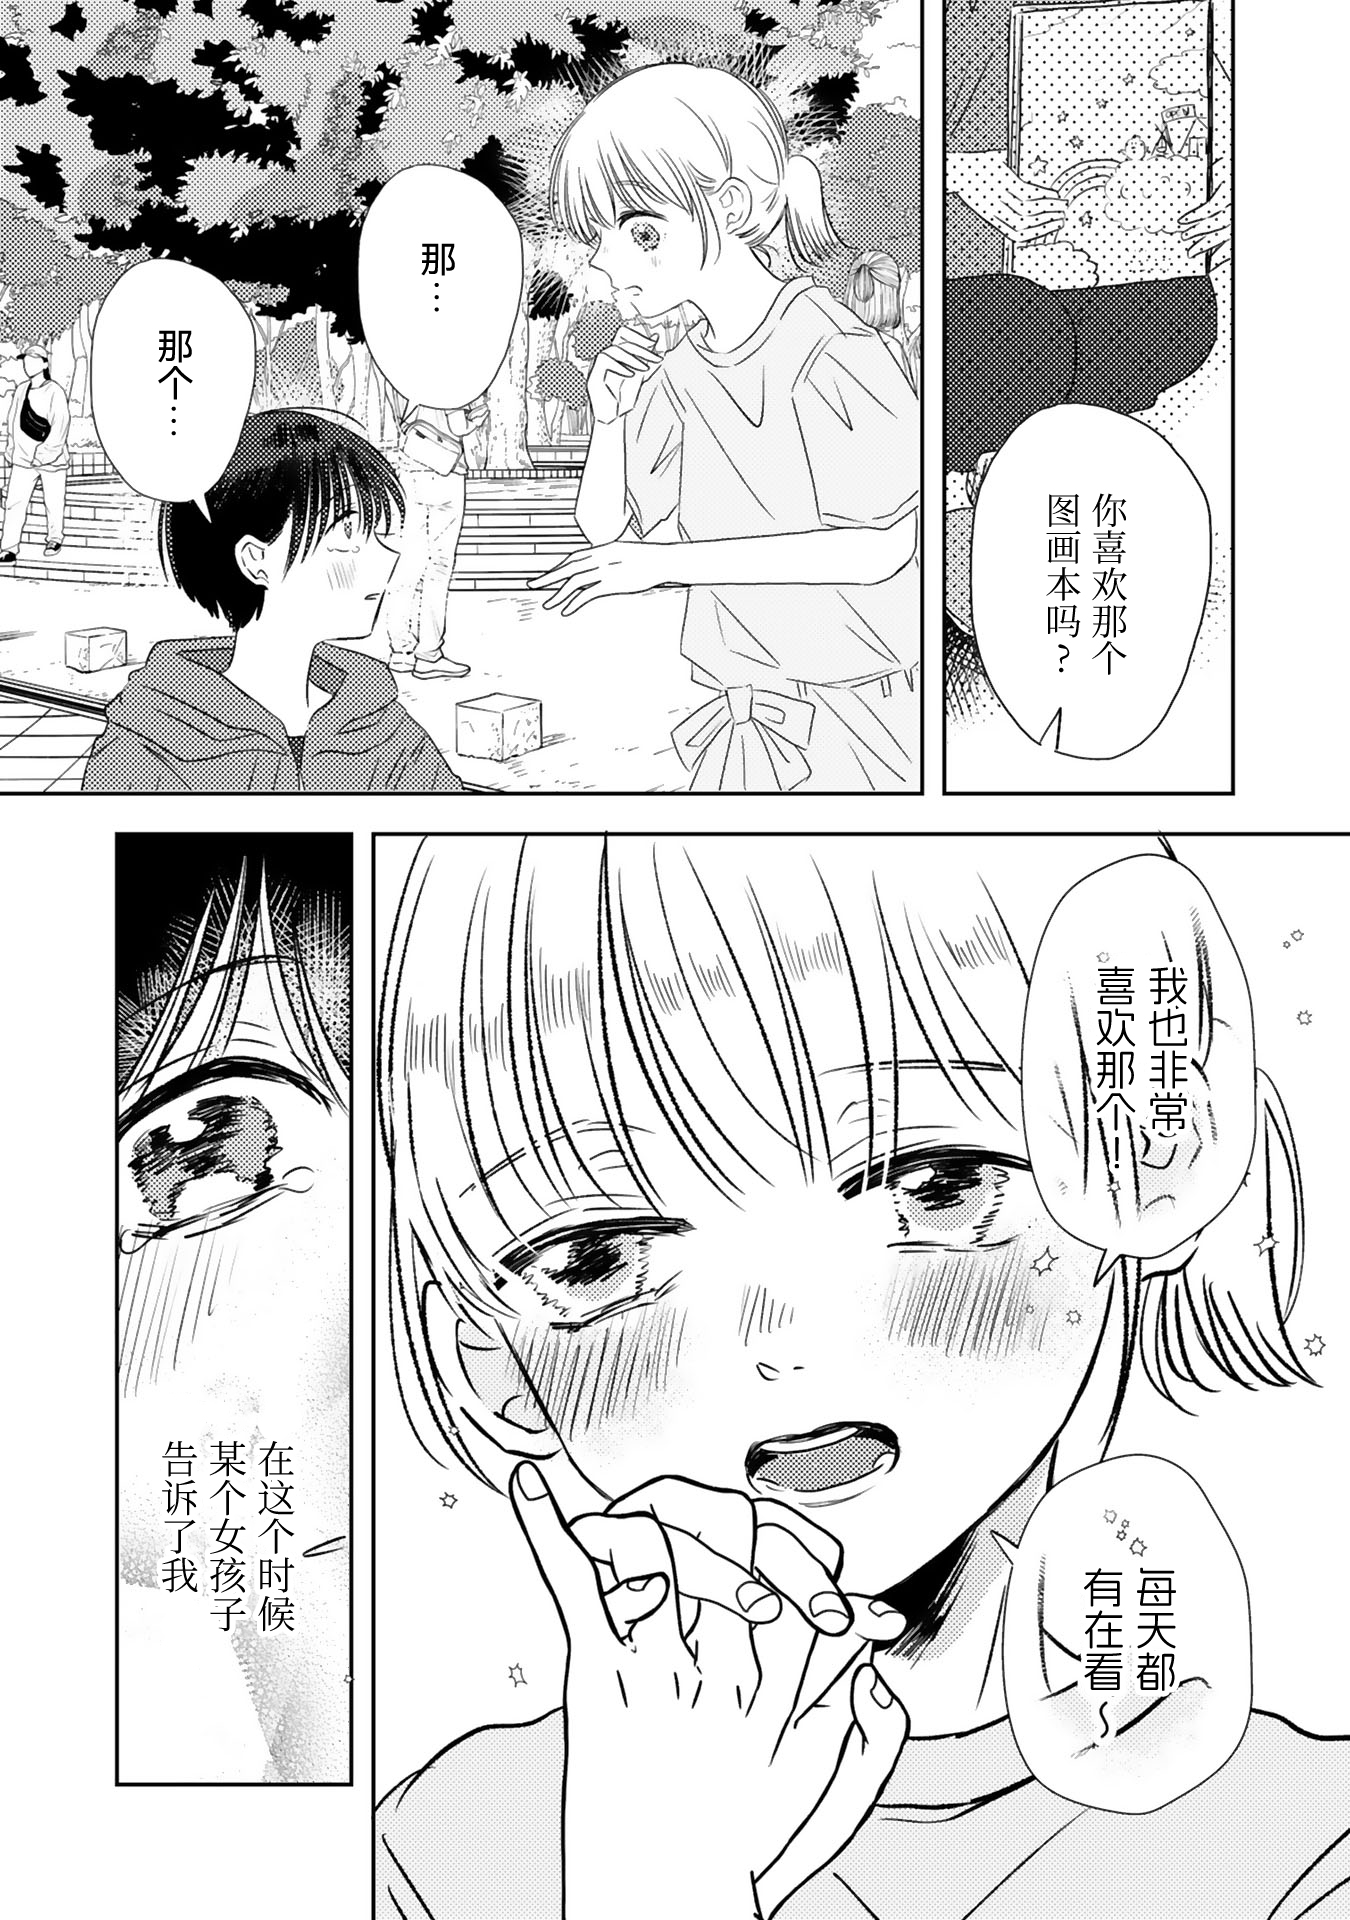 你喜欢那个
图画本吗？
那…
那个…
我也非常
喜欢那个！
每天都
有在看～
在这个时候
某个女孩子
告诉了我